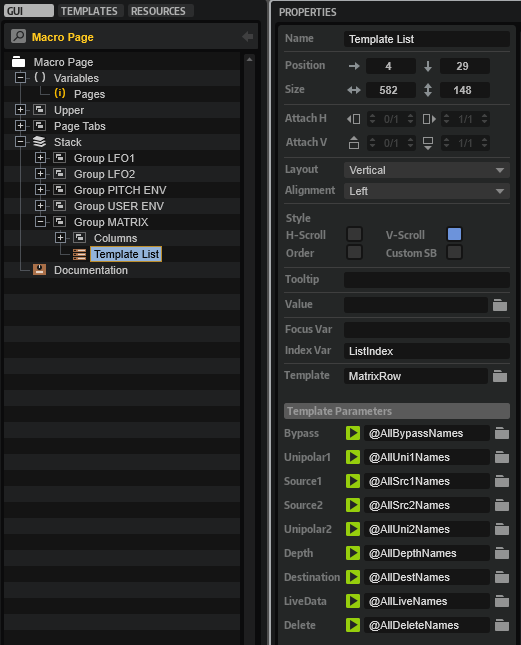 GUI TEMPLATES RESOURCES
Macro Page
Macro Page
( ) Variables
(i) Pages
Upper
Page Tabs
Stack
Group LFO1
Group LFO2
Group PITCH ENV
Group USER ENV
Group MATRIX
Columns
Template List
Documentation
PROPERTIES
Name Template List
Position 4 29
Size 582 148
Attach H 0/1 1/1
Attach V 0/1 1/1
Layout Vertical
Alignment Left
Style
H-Scroll V-Scroll
Order Custom SB
Tooltip
Value
Focus Var
Index Var ListIndex
Template MatrixRow
Template Parameters
Bypass @AllBypassNames
Unipolar1 @AllUni1Names
Source1 @AllSrc1Names
Source2 @AllSrc2Names
Unipolar2 @AllUni2Names
Depth @AllDepthNames
Destination @AllDestNames
LiveData @AllLiveNames
Delete @AllDeleteNames